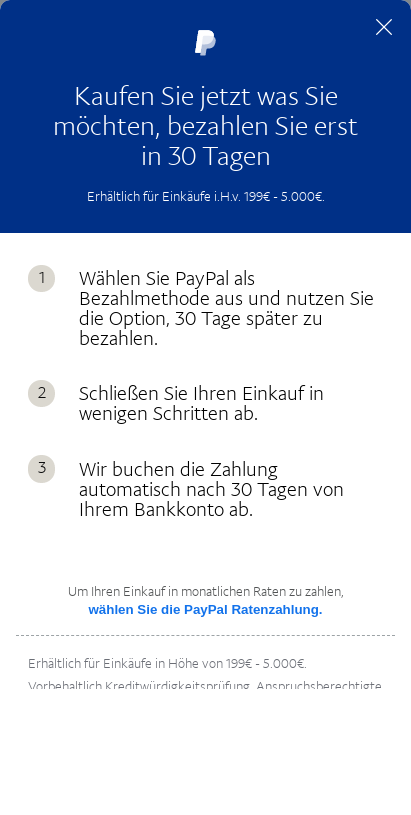 Kaufen Sie jetzt was Sie
möchten, bezahlen Sie erst
in 30 Tagen
Erhältlich für Einkäufe i.H.v. 199€ - 5.000€.
1
Wählen Sie PayPal als
Bezahlmethode aus und nutzen Sie
die Option, 30 Tage später zu
bezahlen.
2
Schließen Sie Ihren Einkauf in
wenigen Schritten ab.
3
Wir buchen die Zahlung
automatisch nach 30 Tagen von
Ihrem Bankkonto ab.
Um Ihren Einkauf in monatlichen Raten zu zahlen,
wählen Sie die PayPal Ratenzahlung.
Erhältlich für Einkäufe in Höhe von 199€ - 5.000€.
Vorbehaltlich Kreditwürdigkeitsprüfung. Anspruchsberechtigte